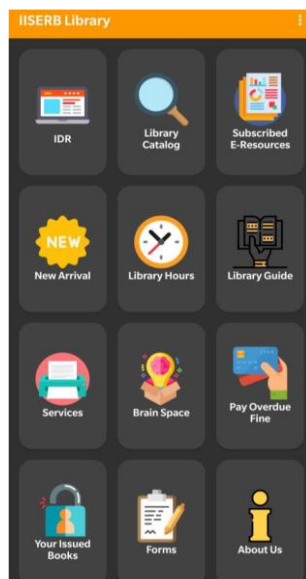 IISERB Library
IDR
Library
Catalog
Subscribed
E-Resources
NEW
New Arrival
Library Hours
Library Guide
Services
Brain Space
Pay Overdue
Fine
Your Issued
Books
Forms
About Us